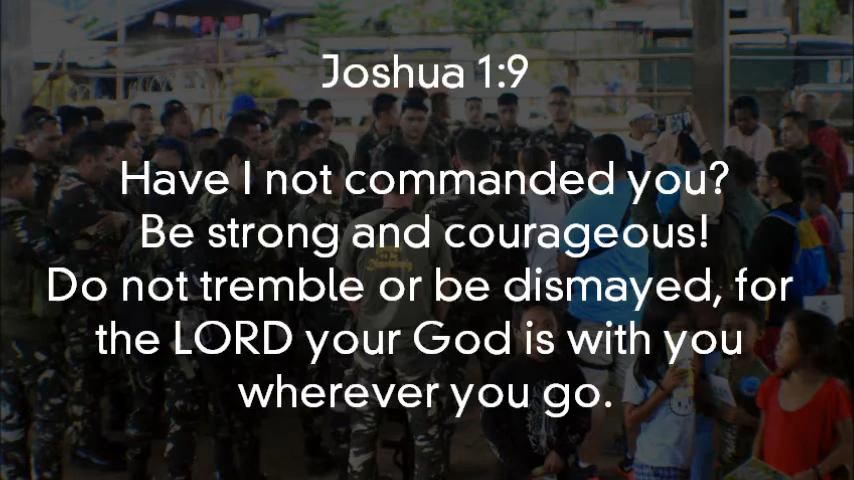 Joshua 1:9
Have I not commanded you?
Be strong and courageous!
Do not tremble or be dismayed, for
the LORD your God is with you
wherever you go.